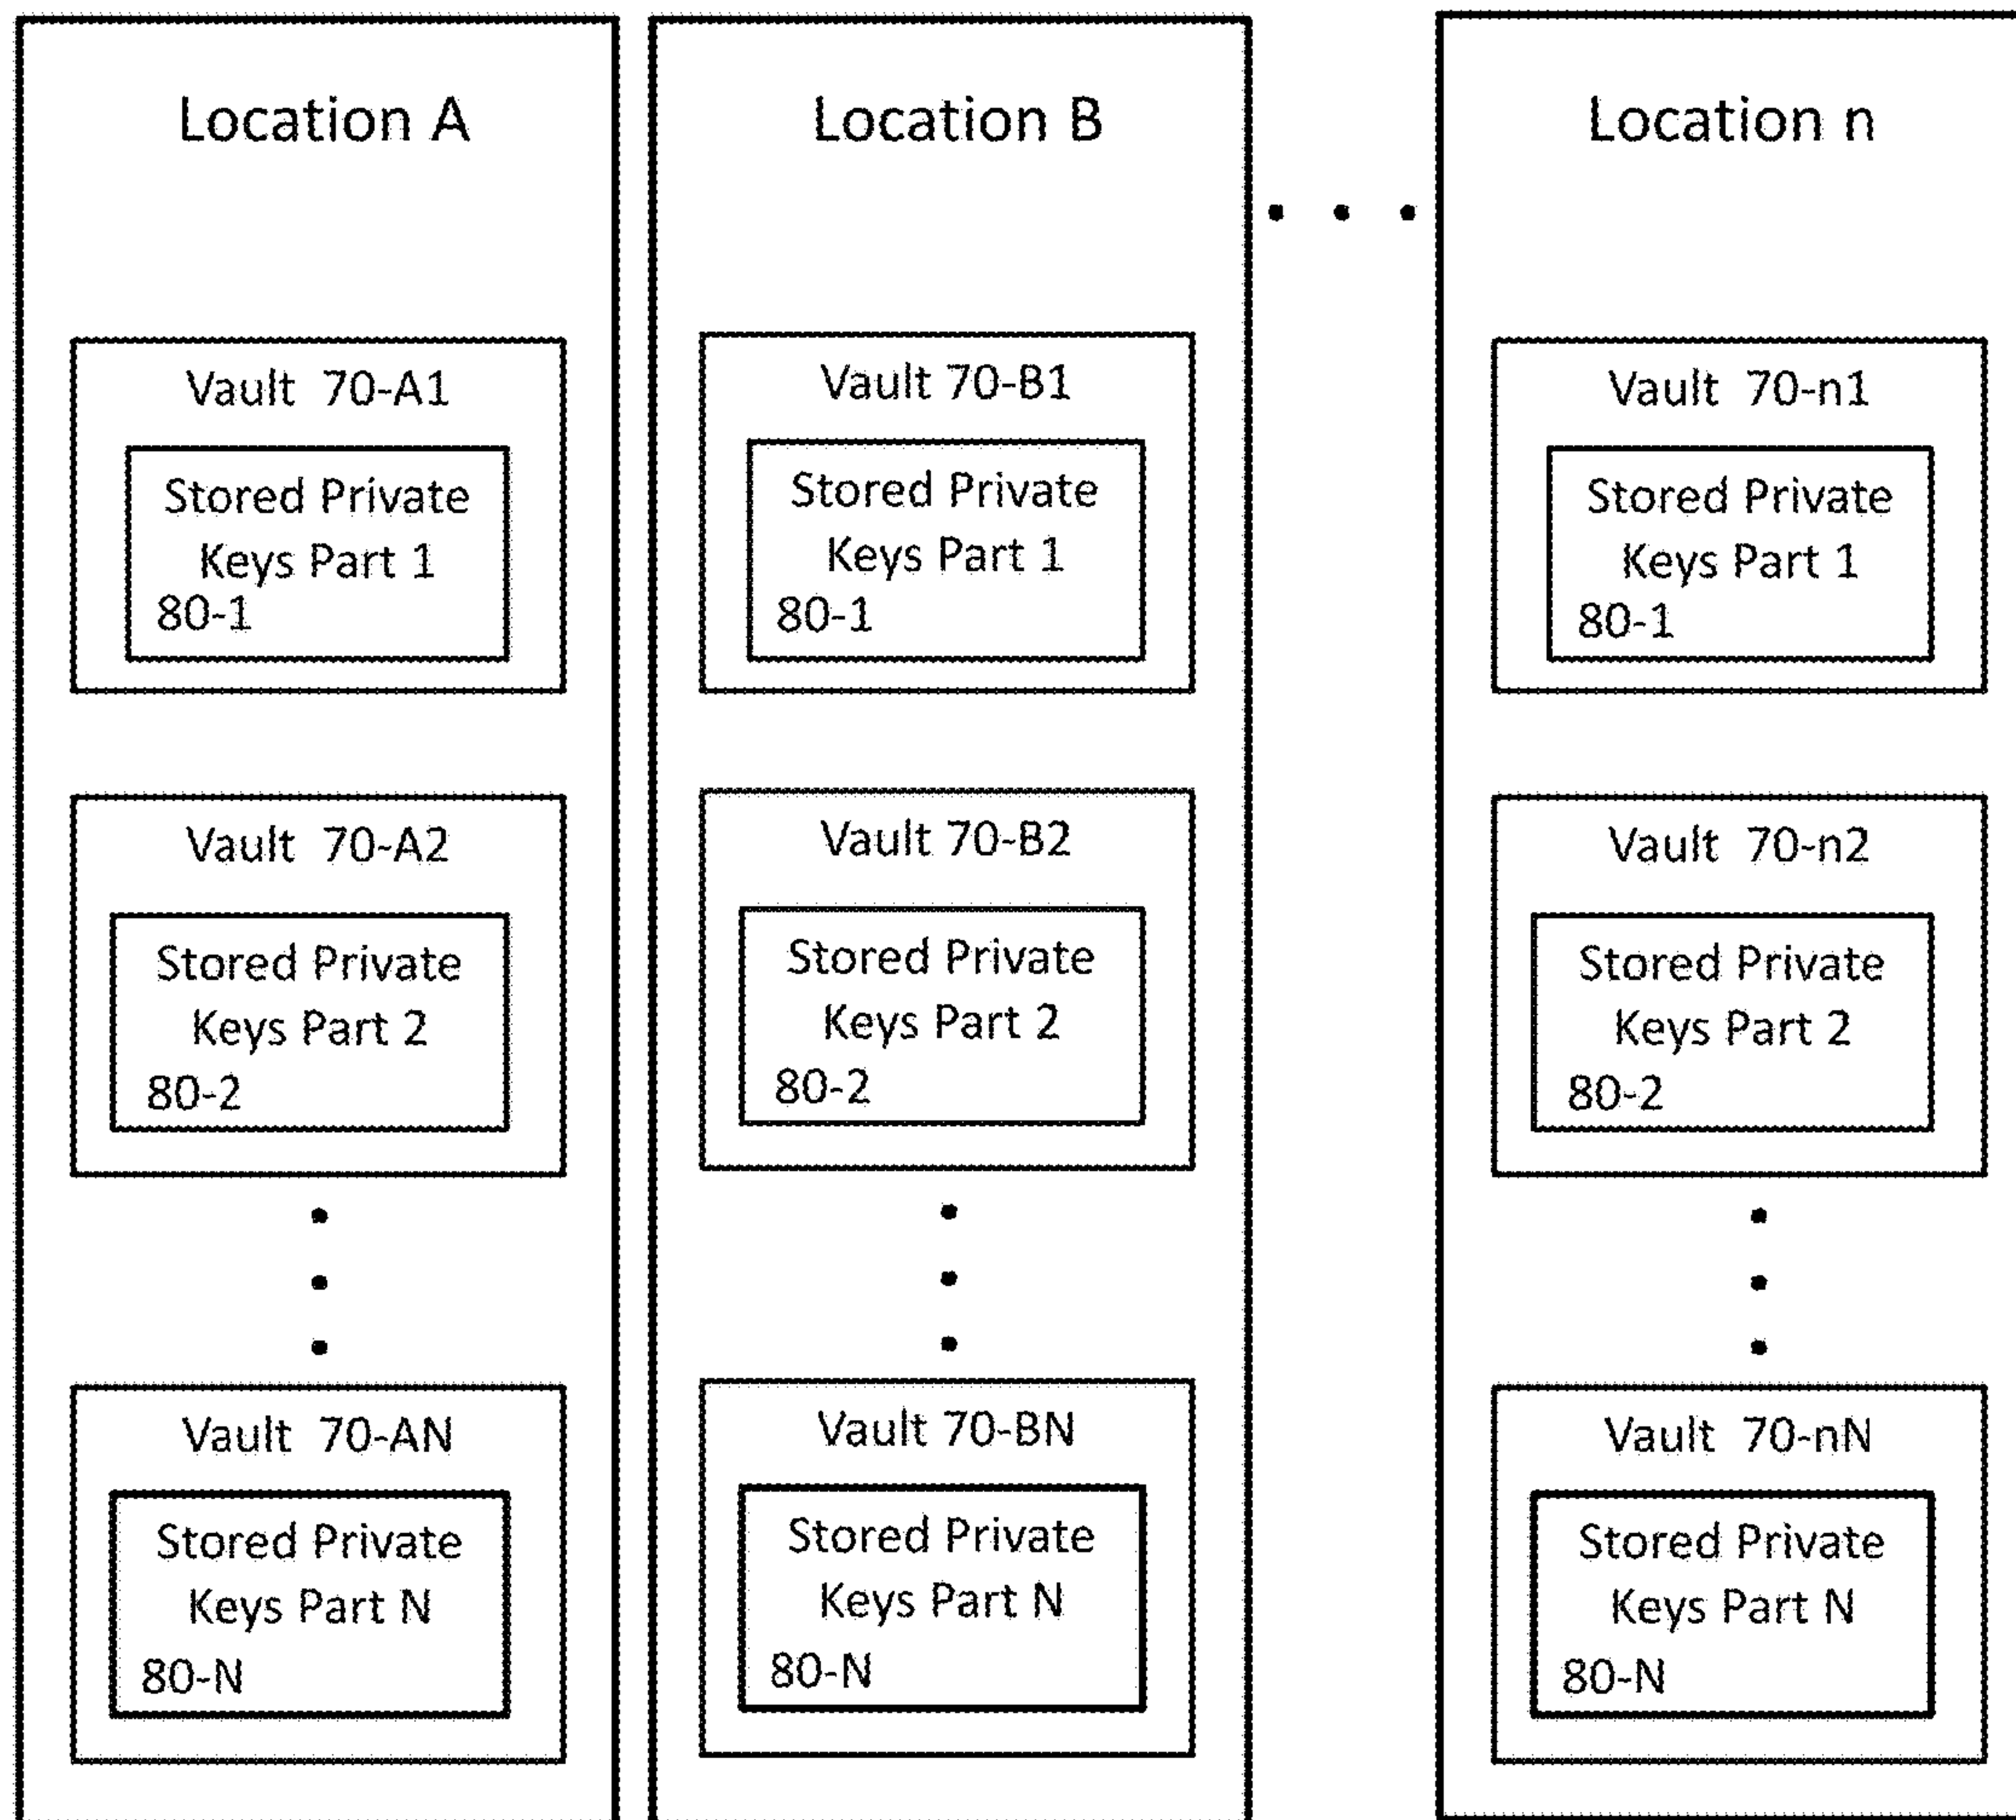 Location A
Vault 70-A1
Stored Private
Keys Part 1
80-1
Vault 70-A2
Stored Private
Keys Part 2
80-2
Vault 70-AN
Stored Private
Keys Part N
80-N
Location B
Vault 70-B1
Stored Private
Keys Part 1
80-1
Vault 70-B2
Stored Private
Keys Part 2
80-2
Vault 70-BN
Stored Private
Keys Part N
80-N
Location n
Vault 70-n1
Stored Private
Keys Part 1
80-1
Vault 70-n2
Stored Private
Keys Part 2
80-2
Vault 70-nN
Stored Private
Keys Part N
80-N